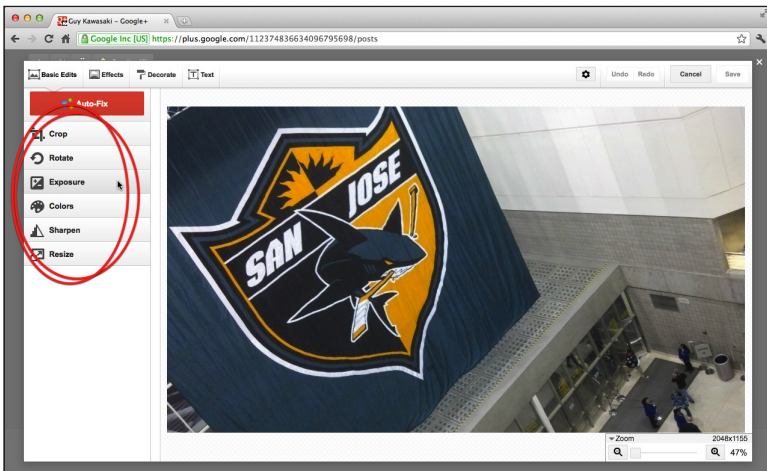 Guy Kawasaki – Google+
Google Inc [US] https://plus.google.com/112374836634096795698/posts
Basic Edits Effects Decorate Text Undo Redo Cancel Save
Auto-Fix
Crop
Rotate
Exposure
Colors
Sharpen
Resize
SAN JOSE
Zoom 2048x1155
47%